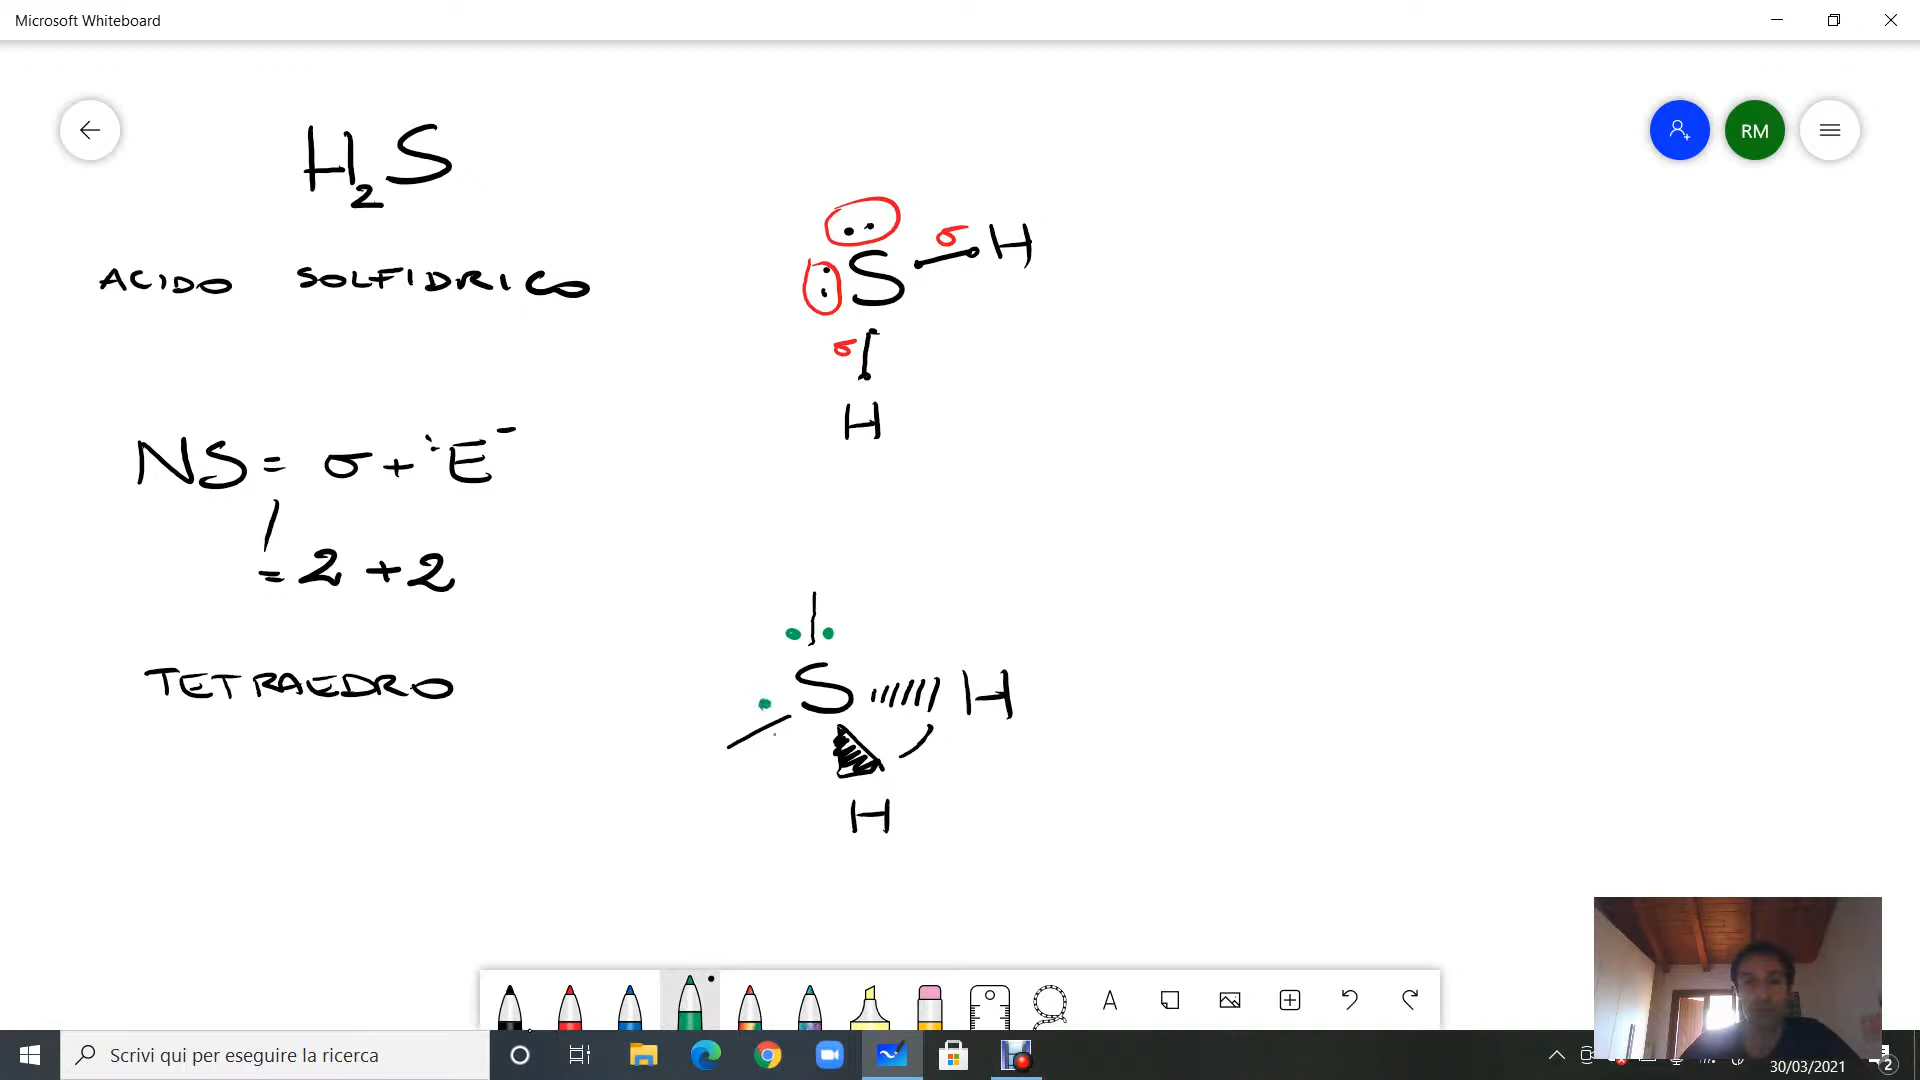 Microsoft Whiteboard
RM
H₂S
ACIDO SOLFIDRICO
S σ H
σ
H
NS = σ + :E⁻
= 2 + 2
TETRAEDRO
S H
H
A
Scrivi qui per eseguire la ricerca
30/03/2021
2